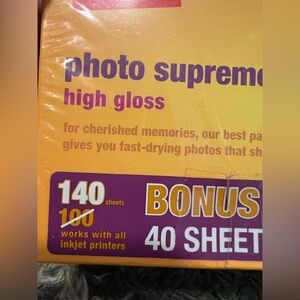 photo supreme
high gloss
for cherished memories, our best pa
gives you fast-drying photos that sh
140 sheets
100
works with all
inkjet printers
BONUS
40 SHEET